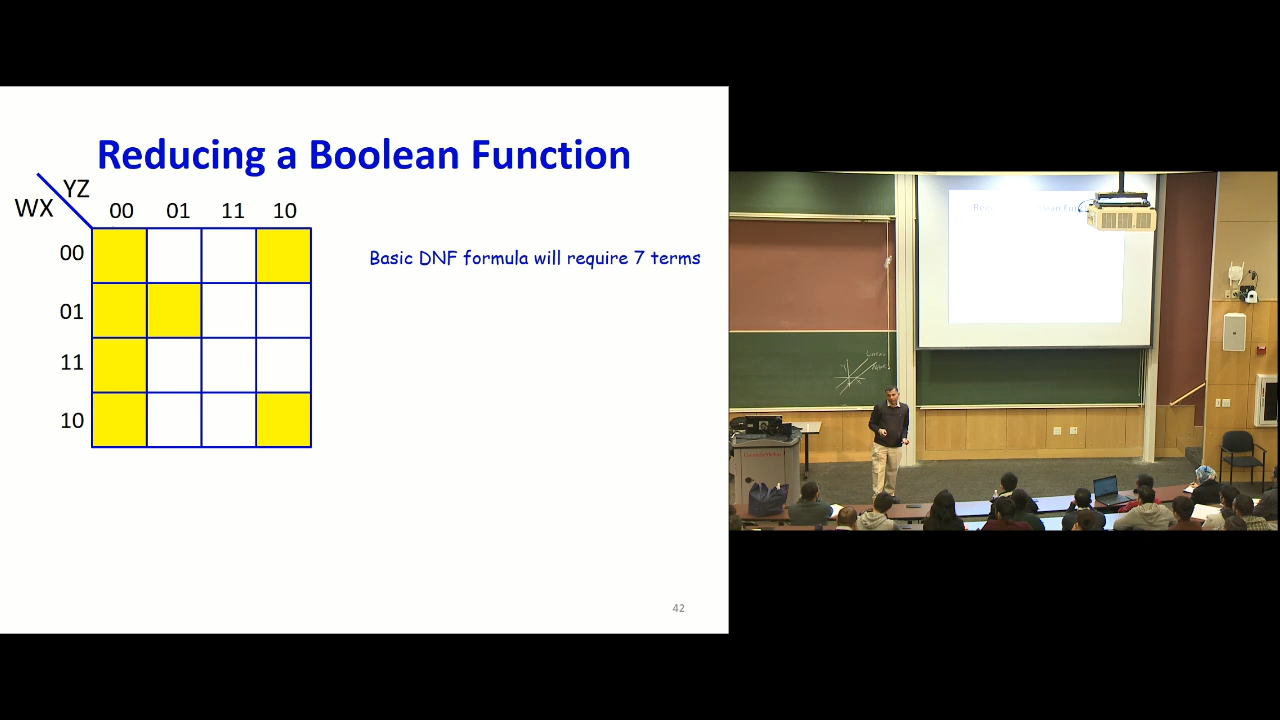 Reducing a Boolean Function
YZ
WX
00 01 11 10
00
01
11
10
Basic DNF formula will require 7 terms
42